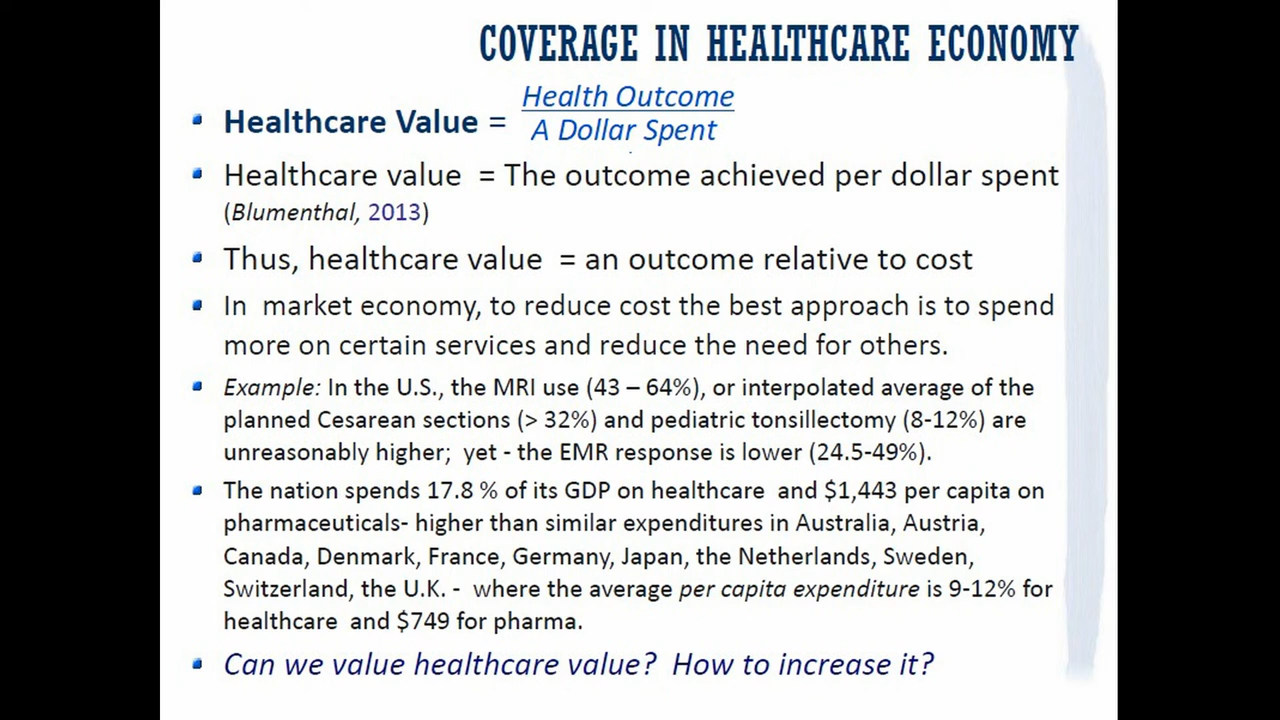 COVERAGE IN HEALTHCARE ECONOMY
Health Outcome
Healthcare Value =
A Dollar Spent
Healthcare value = The outcome achieved per dollar spent
(Blumenthal, 2013)
Thus, healthcare value = an outcome relative to cost
In market economy, to reduce cost the best approach is to spend
more on certain services and reduce the need for others.
Example: In the U.S., the MRI use (43 – 64%), or interpolated average of the
planned Cesarean sections (> 32%) and pediatric tonsillectomy (8-12%) are
unreasonably higher; yet - the EMR response is lower (24.5-49%).
The nation spends 17.8 % of its GDP on healthcare and $1,443 per capita on
pharmaceuticals- higher than similar expenditures in Australia, Austria,
Canada, Denmark, France, Germany, Japan, the Netherlands, Sweden,
Switzerland, the U.K. - where the average per capita expenditure is 9-12% for
healthcare and $749 for pharma.
Can we value healthcare value? How to increase it?